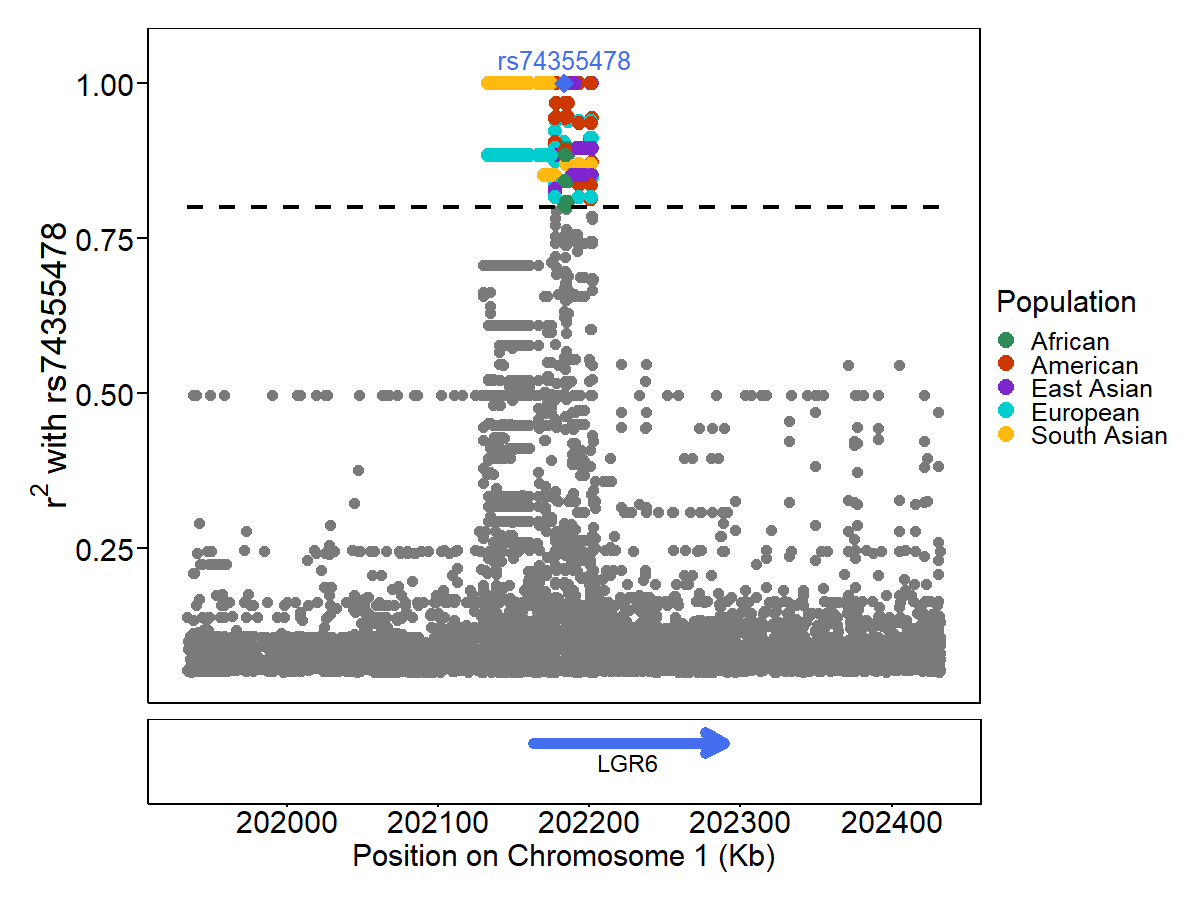 rs74355478
1.00
0.75
0.50
0.25
r2 with rs74355478
Population
African
American
East Asian
European
South Asian
LGR6
202000 202100 202200 202300 202400
Position on Chromosome 1 (Kb)